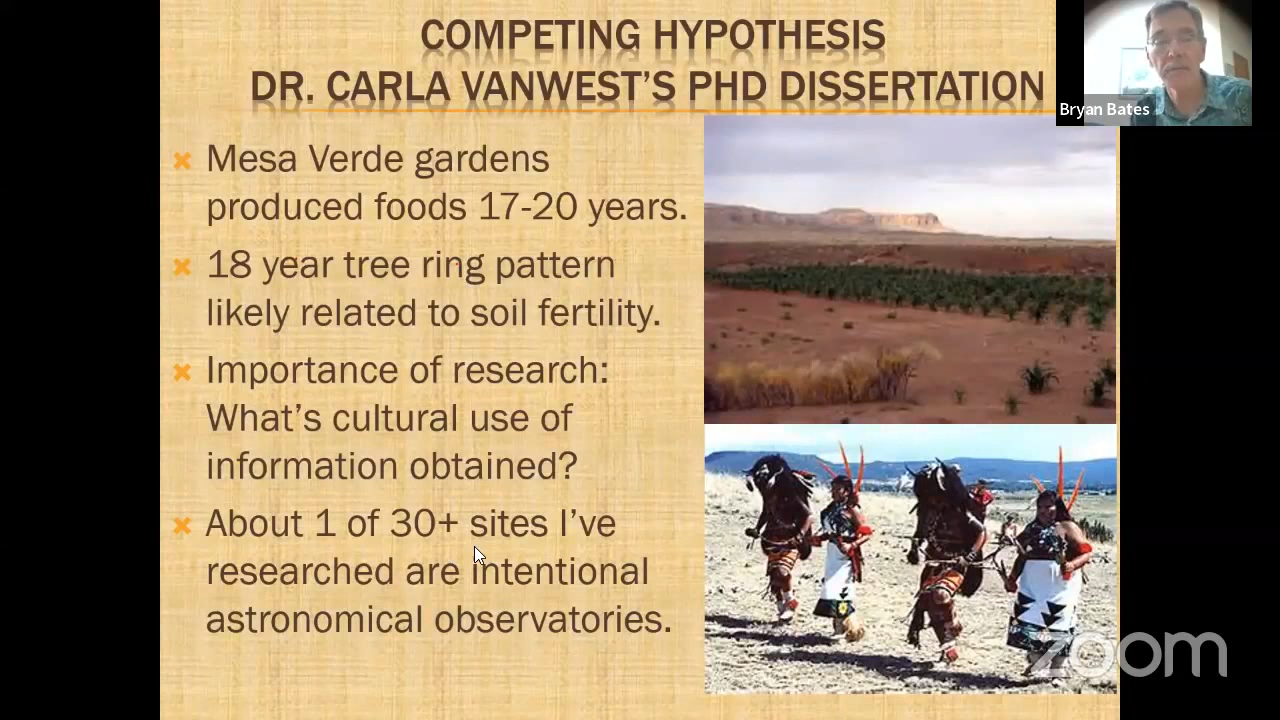 COMPETING HYPOTHESIS
DR. CARLA VANWEST'S PHD DISSERTATION
Bryan Bates
Mesa Verde gardens
produced foods 17-20 years.
18 year tree ring pattern
likely related to soil fertility.
Importance of research:
What's cultural use of
information obtained?
About 1 of 30+ sites I've
researched are intentional
astronomical observatories.
zoom